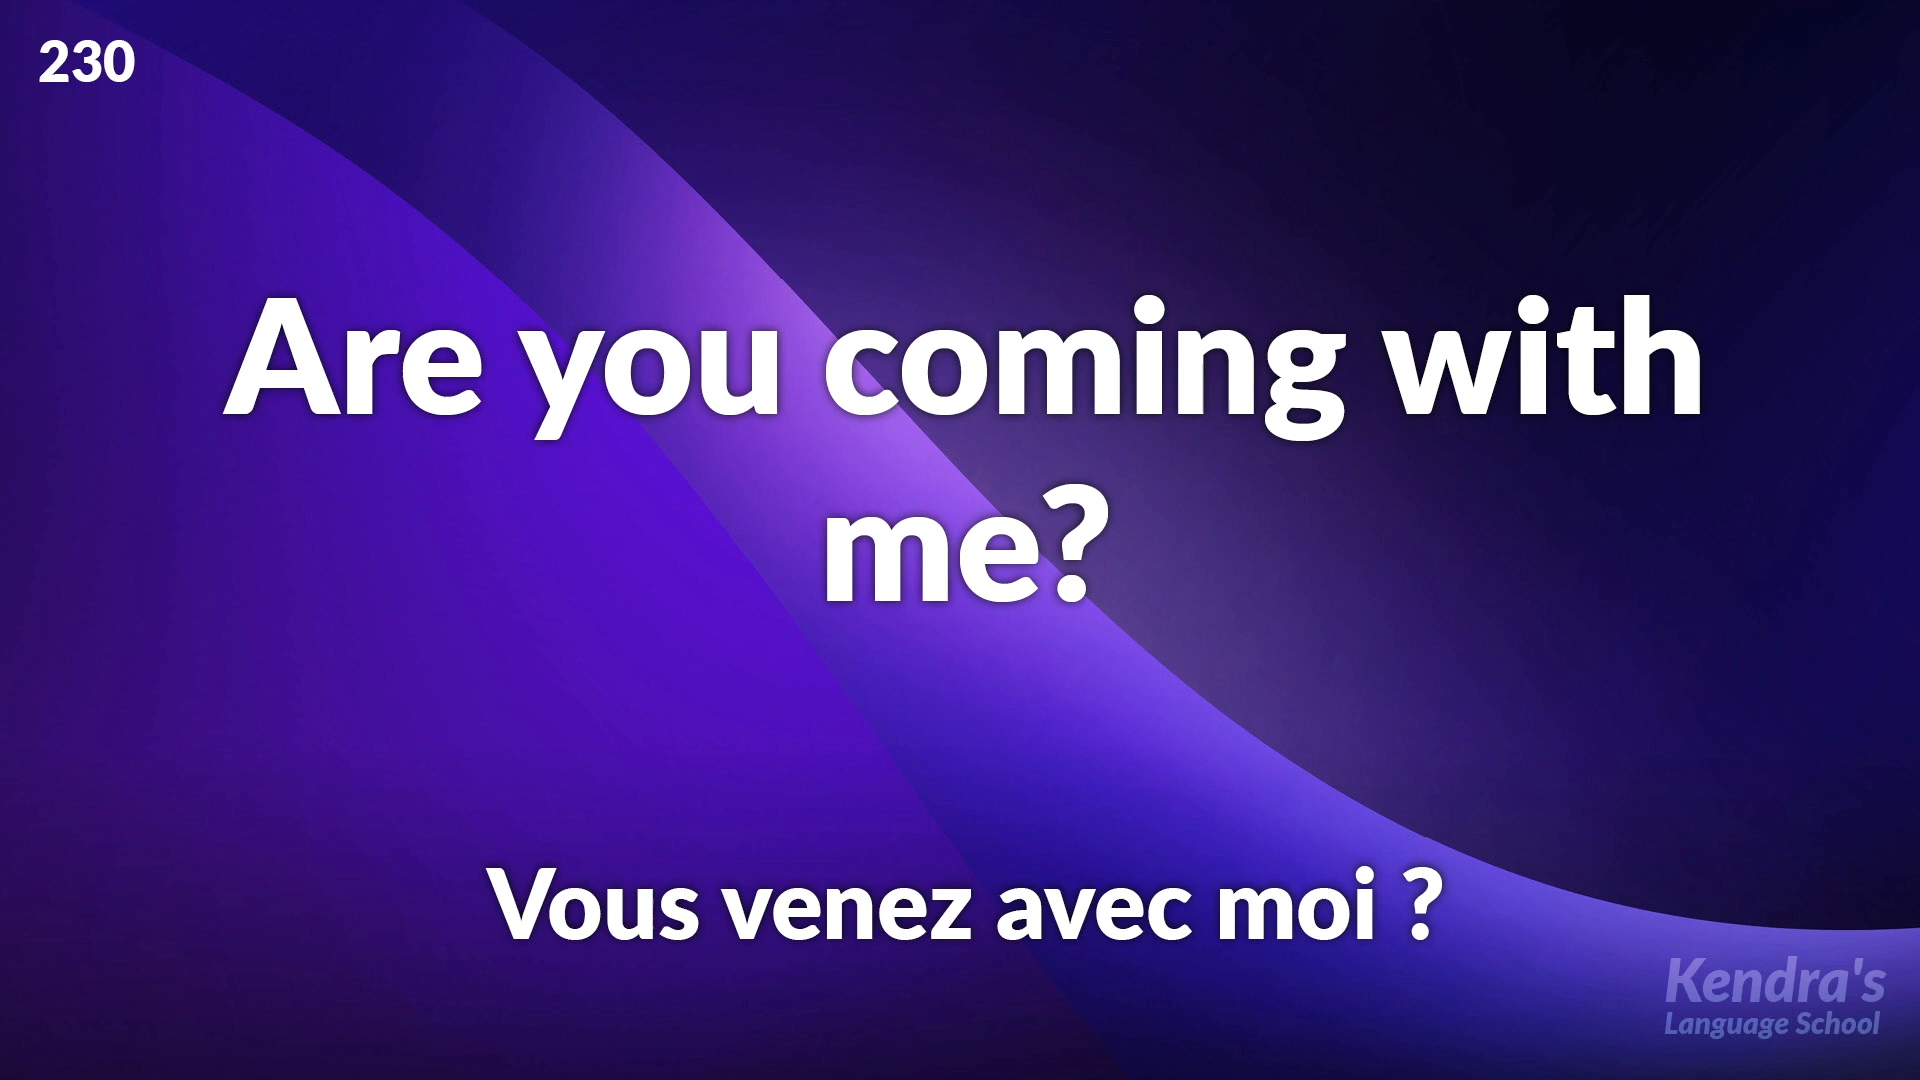 230
Are you coming with
me?
Vous venez avec moi ?
Kendra's
Language School